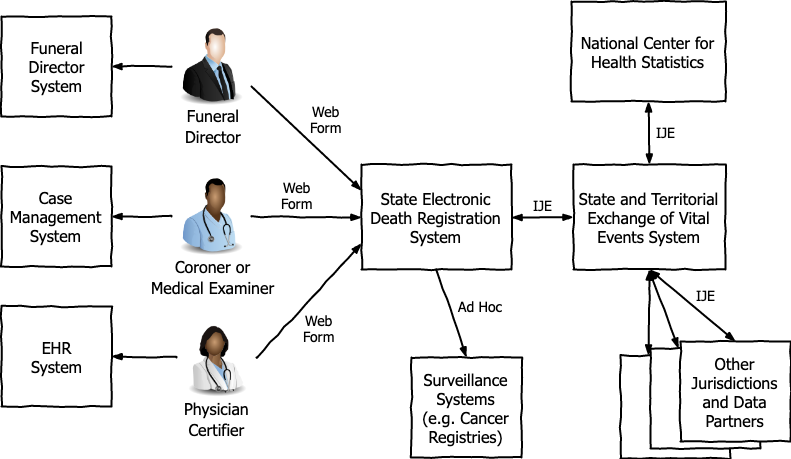 Funeral
Director
System
Funeral
Director
Web
Form
National Center for
Health Statistics
IJE
Case
Management
System
Coroner or
Medical Examiner
Web
Form
State Electronic
Death Registration
System
IJE
State and Territorial
Exchange of Vital
Events System
EHR
System
Physician
Certifier
Web
Form
Ad Hoc
Surveillance
Systems
(e.g. Cancer
Registries)
IJE
Other
Jurisdictions
and Data
Partners